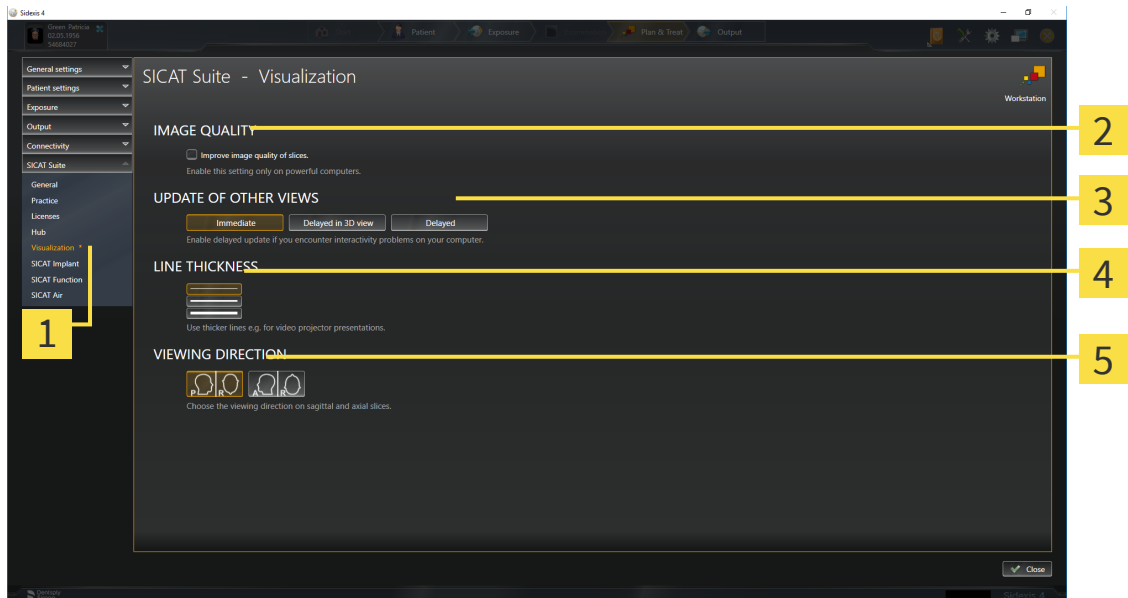 Sidexis 4
Green Patricia
02.05.1956
54684027
Patient
Exposure
Plan & Treat
Output
General settings
Patient settings
Exposure
Output
Connectivity
SICAT Suite
General
Practice
Licenses
Hub
Visualization *
SICAT Implant
SICAT Function
SICAT Air
1
SICAT Suite - Visualization
Workstation
IMAGE QUALITY
2
Improve image quality of slices.
Enable this setting only on powerful computers.
UPDATE OF OTHER VIEWS
3
Immediate Delayed in 3D view Delayed
Enable delayed update if you encounter interactivity problems on your computer.
LINE THICKNESS
4
Use thicker lines e.g. for video projector presentations.
VIEWING DIRECTION
5
P R A R
Choose the viewing direction on sagittal and axial slices.
Close
Dentsply
Sidexis 4